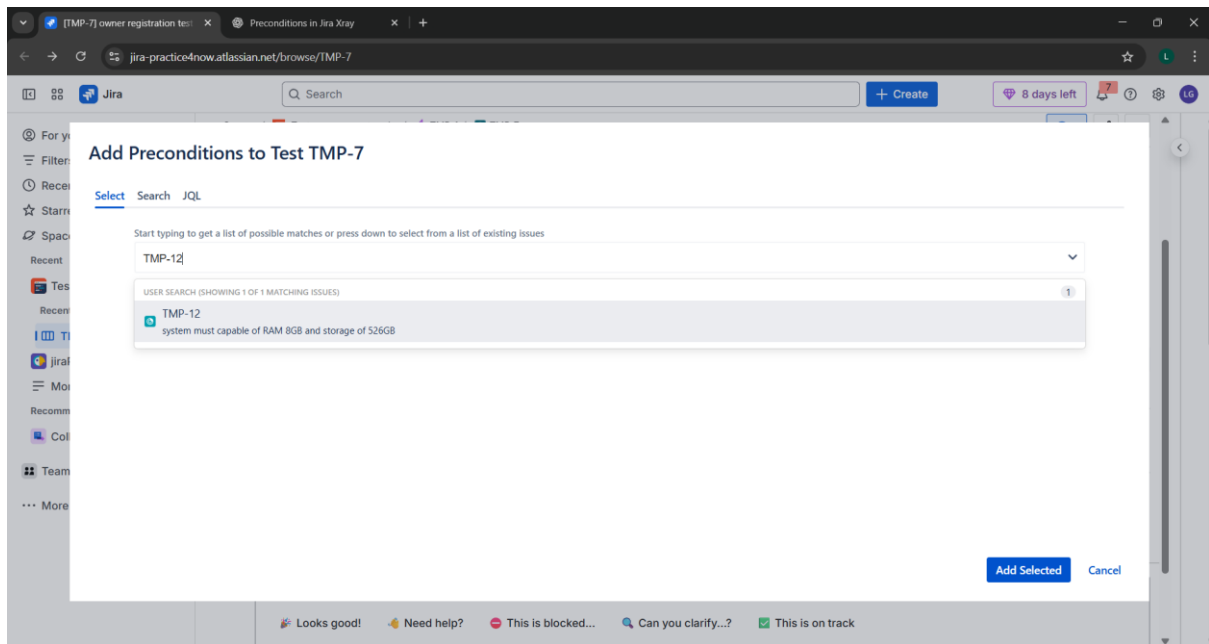 [TMP-7] owner registration test
Preconditions in Jira Xray
jira-practice4now.atlassian.net/browse/TMP-7
L
Jira
Search
+ Create
8 days left
7
LG
For yo
Filter
Recen
Starre
Space
Recent
Tes
Recent
Mor
Recomm
Coll
Team
More
Add Preconditions to Test TMP-7
Select Search JQL
Start typing to get a list of possible matches or press down to select from a list of existing issues
TMP-12
USER SEARCH (SHOWING 1 OF 1 MATCHING ISSUES) 1
TMP-12
system must capable of RAM 8GB and storage of 526GB
Add Selected Cancel
Looks good! Need help? This is blocked... Can you clarify...? This is on track